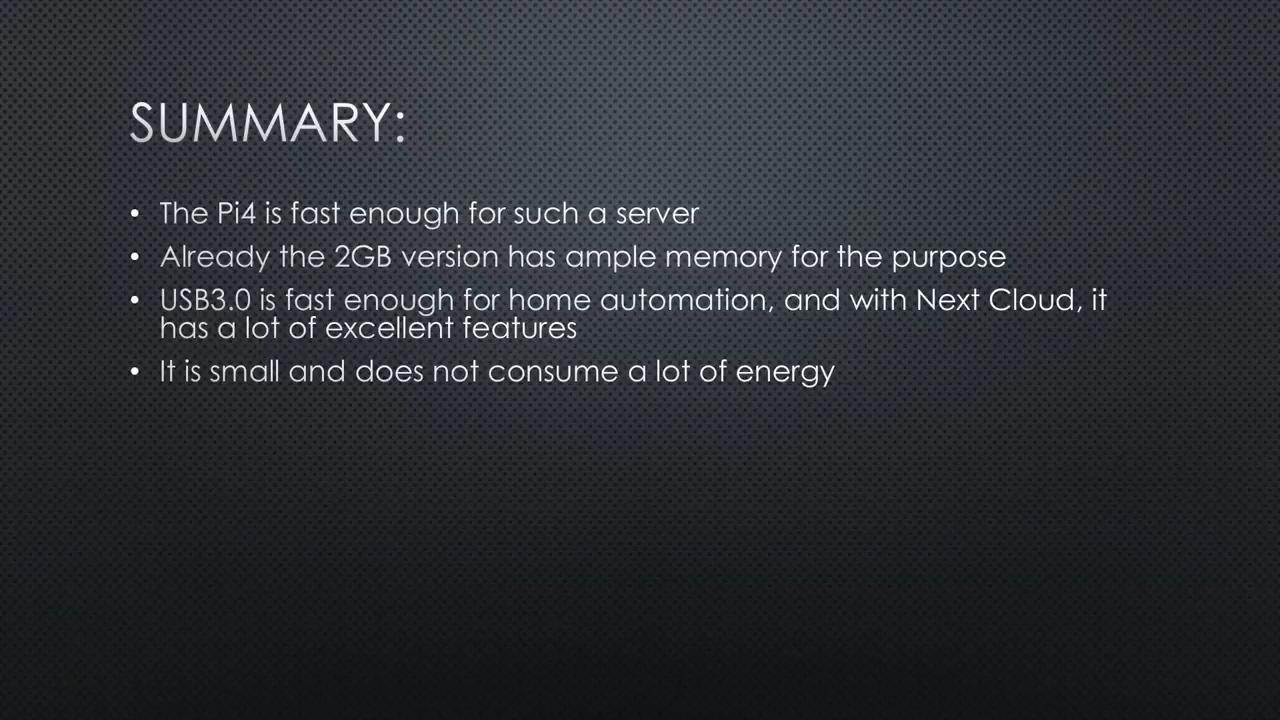 SUMMARY:
• The Pi4 is fast enough for such a server
• Already the 2GB version has ample memory for the purpose
• USB3.0 is fast enough for home automation, and with Next Cloud, it
has a lot of excellent features
• It is small and does not consume a lot of energy